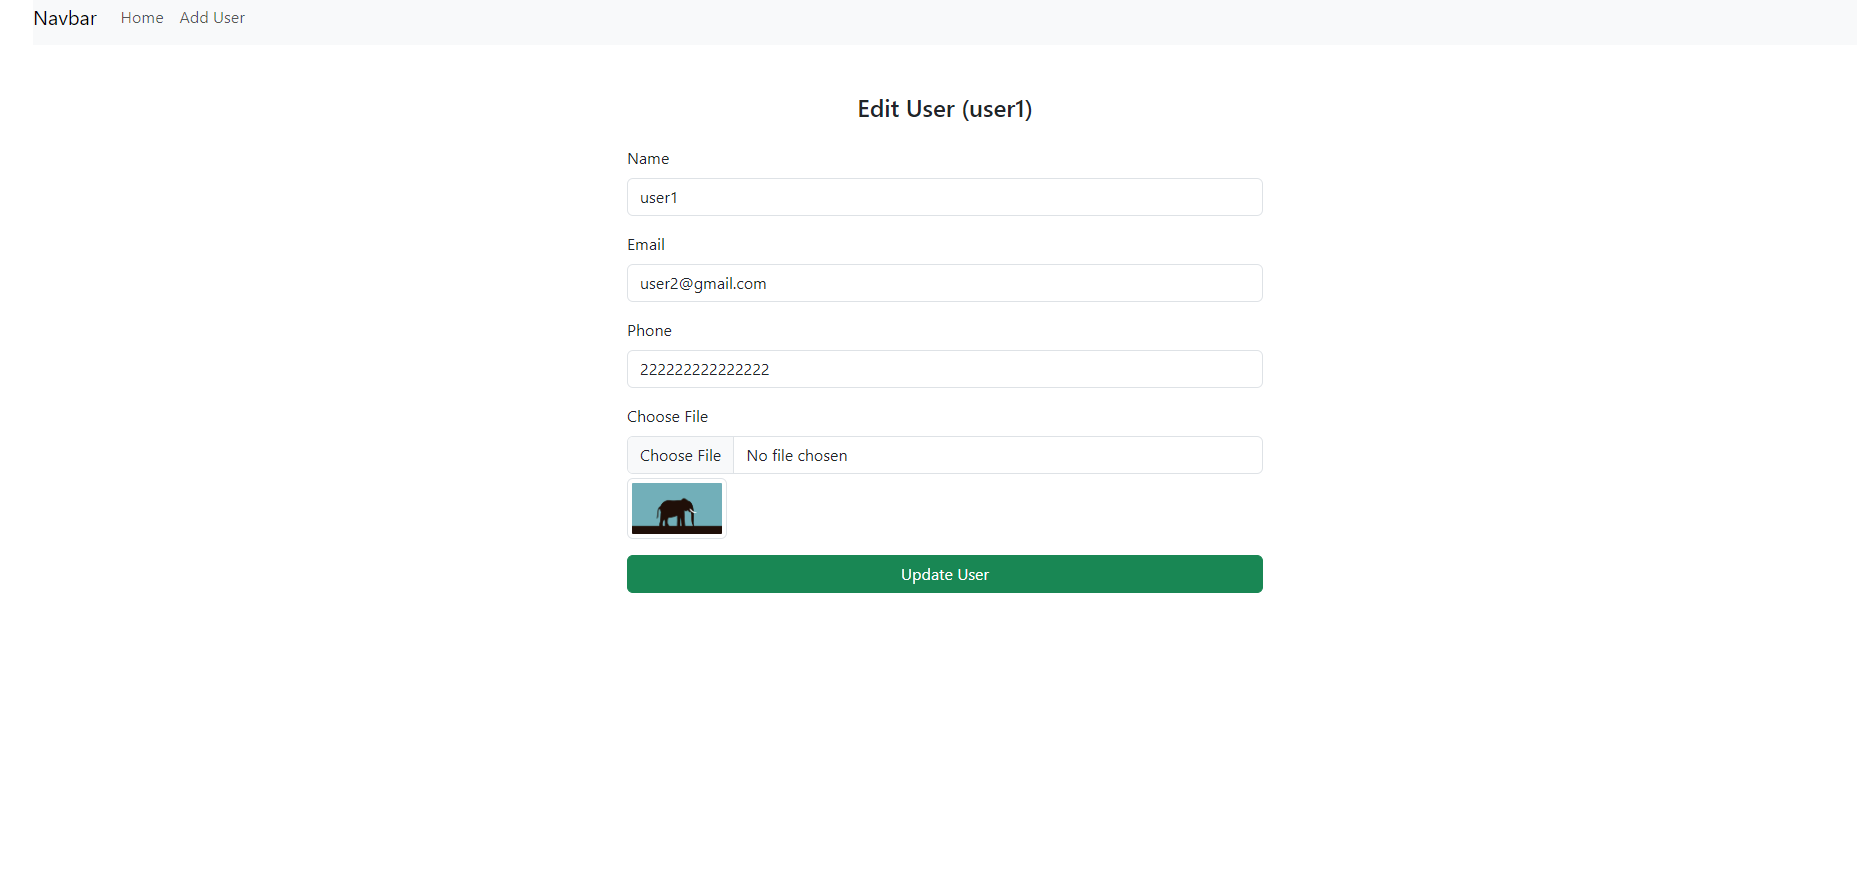 Navbar Home Add User
Edit User (user1)
Name
user1
Email
user2@gmail.com
Phone
222222222222222
Choose File
Choose File No file chosen
Update User